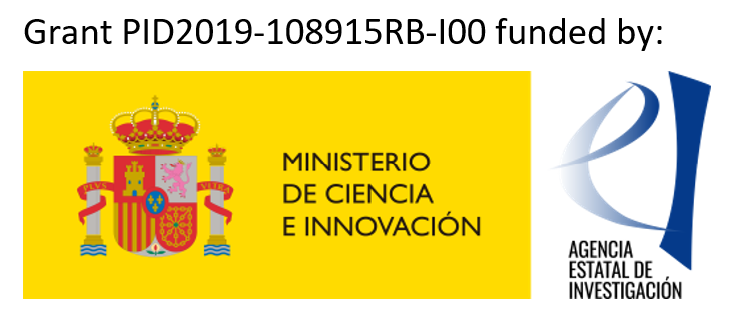 Grant PID2019-108915RB-I00 funded by:
PLVS VLTRA
MINISTERIO
DE CIENCIA
E INNOVACIÓN
AGENCIA
ESTATAL DE
INVESTIGACIÓN